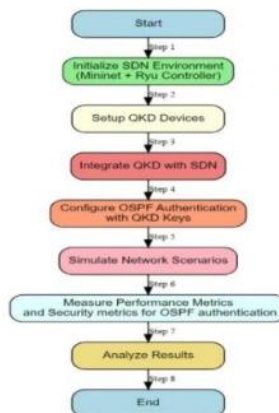 Start
Step 1
Initialize SDN Environment
(Mininet + Ryu Controller)
Step 2
Setup QKD Devices
Step 3
Integrate QKD with SDN
Step 4
Configure OSPF Authentication
with QKD Keys
Step 5
Simulate Network Scenarios
Step 6
Measure Performance Metrics
and Security metrics for OSPF authentication
Step 7
Analyze Results
Step 8
End